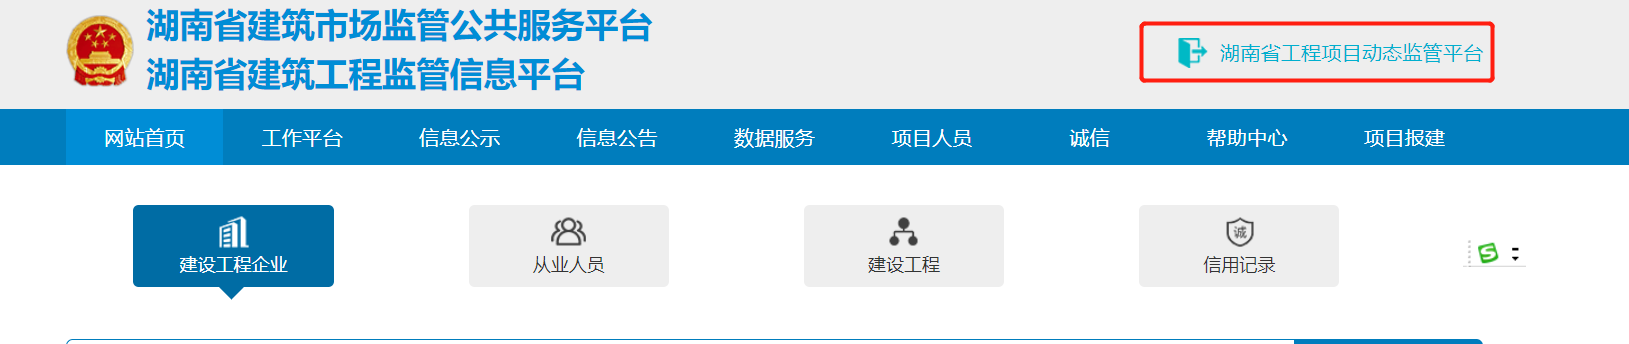 湖南省建筑市场监管公共服务平台
湖南省建筑工程监管信息平台
湖南省工程项目动态监管平台
网站首页 工作平台 信息公示 信息公告 数据服务 项目人员 诚信 帮助中心 项目报建
诚
建设工程企业 从业人员 建设工程 信用记录
S